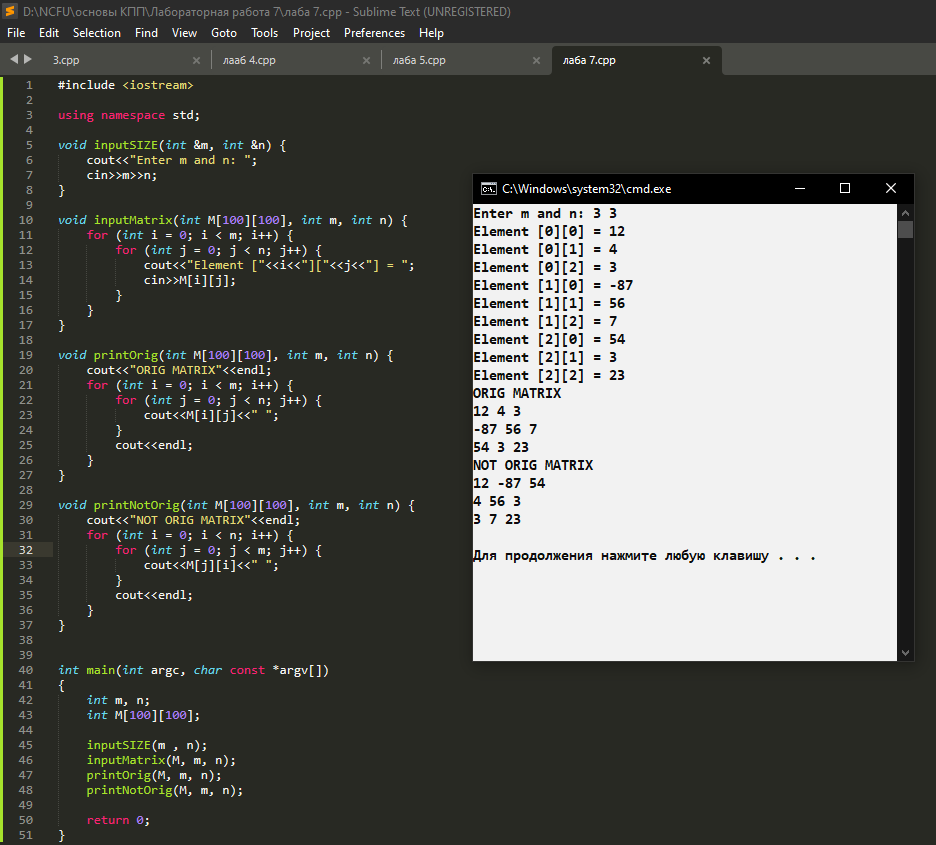 D:\NCFU\основы КПП\Лабораторная работа 7\лаба 7.cpp - Sublime Text (UNREGISTERED)
File Edit Selection Find View Goto Tools Project Preferences Help
3.cpp × лааб 4.cpp × лаба 5.cpp × лаба 7.cpp ×
1 #include <iostream>
2
3 using namespace std;
4
5 void inputSIZE(int &m, int &n) {
6 cout<<"Enter m and n: ";
7 cin>>m>>n;
8 }
9
10 void inputMatrix(int M[100][100], int m, int n) {
11 for (int i = 0; i < m; i++) {
12 for (int j = 0; j < n; j++) {
13 cout<<"Element ["<<i<<"]["<<j<<"] = ";
14 cin>>M[i][j];
15 }
16 }
17 }
18
19 void printOrig(int M[100][100], int m, int n) {
20 cout<<"ORIG MATRIX"<<endl;
21 for (int i = 0; i < m; i++) {
22 for (int j = 0; j < n; j++) {
23 cout<<M[i][j]<<" ";
24 }
25 cout<<endl;
26 }
27 }
28
29 void printNotOrig(int M[100][100], int m, int n) {
30 cout<<"NOT ORIG MATRIX"<<endl;
31 for (int i = 0; i < n; i++) {
32 for (int j = 0; j < m; j++) {
33 cout<<M[j][i]<<" ";
34 }
35 cout<<endl;
36 }
37 }
38
39
40 int main(int argc, char const *argv[])
41 {
42 int m, n;
43 int M[100][100];
44
45 inputSIZE(m , n);
46 inputMatrix(M, m, n);
47 printOrig(M, m, n);
48 printNotOrig(M, m, n);
49
50 return 0;
51 }
C:\Windows\system32\cmd.exe
Enter m and n: 3 3
Element [0][0] = 12
Element [0][1] = 4
Element [0][2] = 3
Element [1][0] = -87
Element [1][1] = 56
Element [1][2] = 7
Element [2][0] = 54
Element [2][1] = 3
Element [2][2] = 23
ORIG MATRIX
12 4 3
-87 56 7
54 3 23
NOT ORIG MATRIX
12 -87 54
4 56 3
3 7 23
Для продолжения нажмите любую клавишу . . .